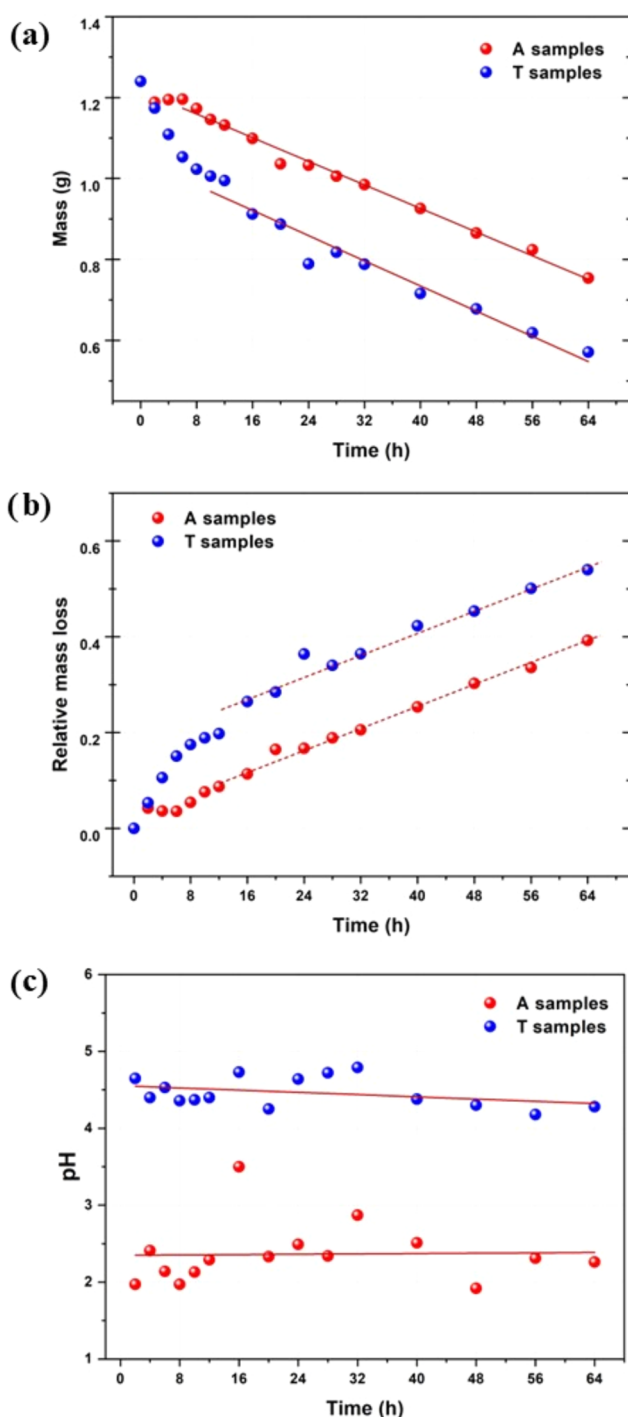 (a)
1.4
1.2
1.0
0.8
0.6
Mass (g)
A samples
T samples
0 8 16 24 32 40 48 56 64
Time (h)
(b)
0.6
0.4
0.2
0.0
Relative mass loss
A samples
T samples
0 8 16 24 32 40 48 56 64
Time (h)
(c)
6
5
4
3
2
1
pH
A samples
T samples
0 8 16 24 32 40 48 56 64
Time (h)